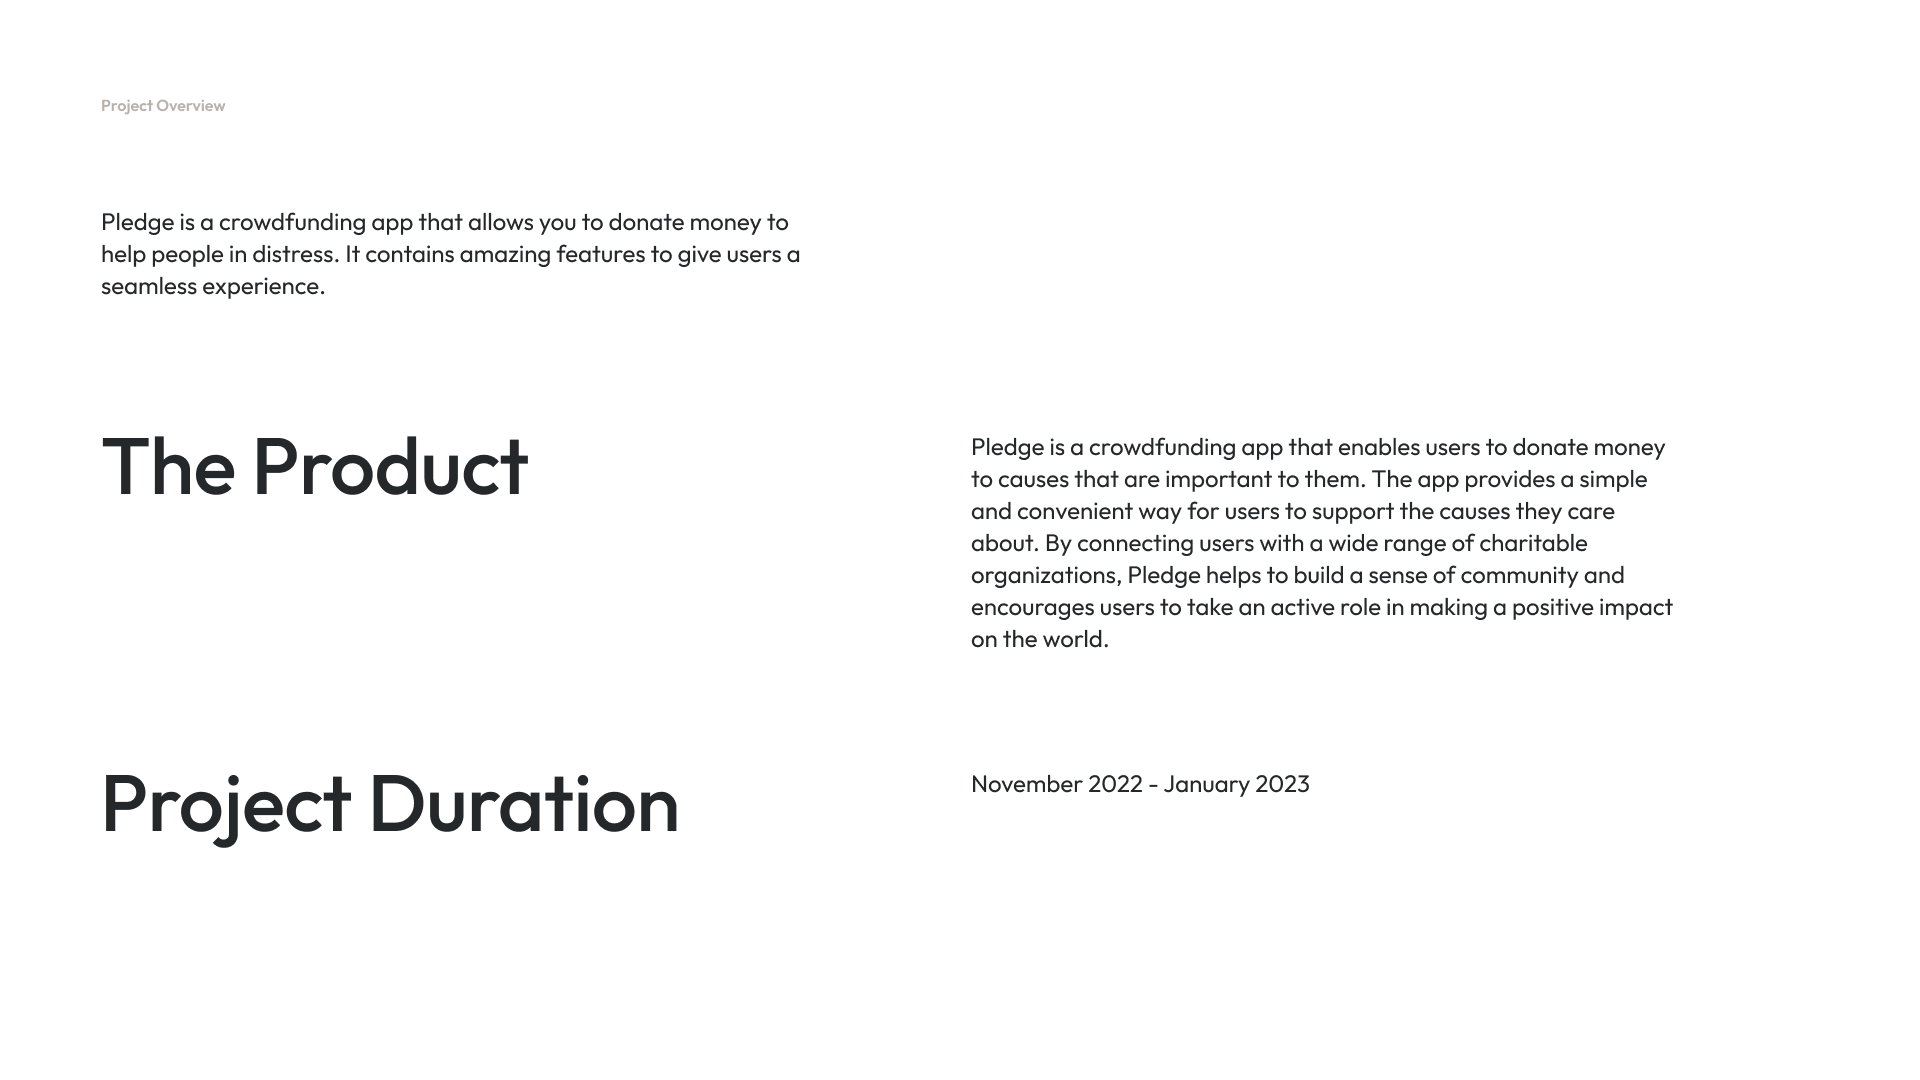 Project Overview
Pledge is a crowdfunding app that allows you to donate money to
help people in distress. It contains amazing features to give users a
seamless experience.
The Product
Pledge is a crowdfunding app that enables users to donate money
to causes that are important to them. The app provides a simple
and convenient way for users to support the causes they care
about. By connecting users with a wide range of charitable
organizations, Pledge helps to build a sense of community and
encourages users to take an active role in making a positive impact
on the world.
Project Duration
November 2022 - January 2023